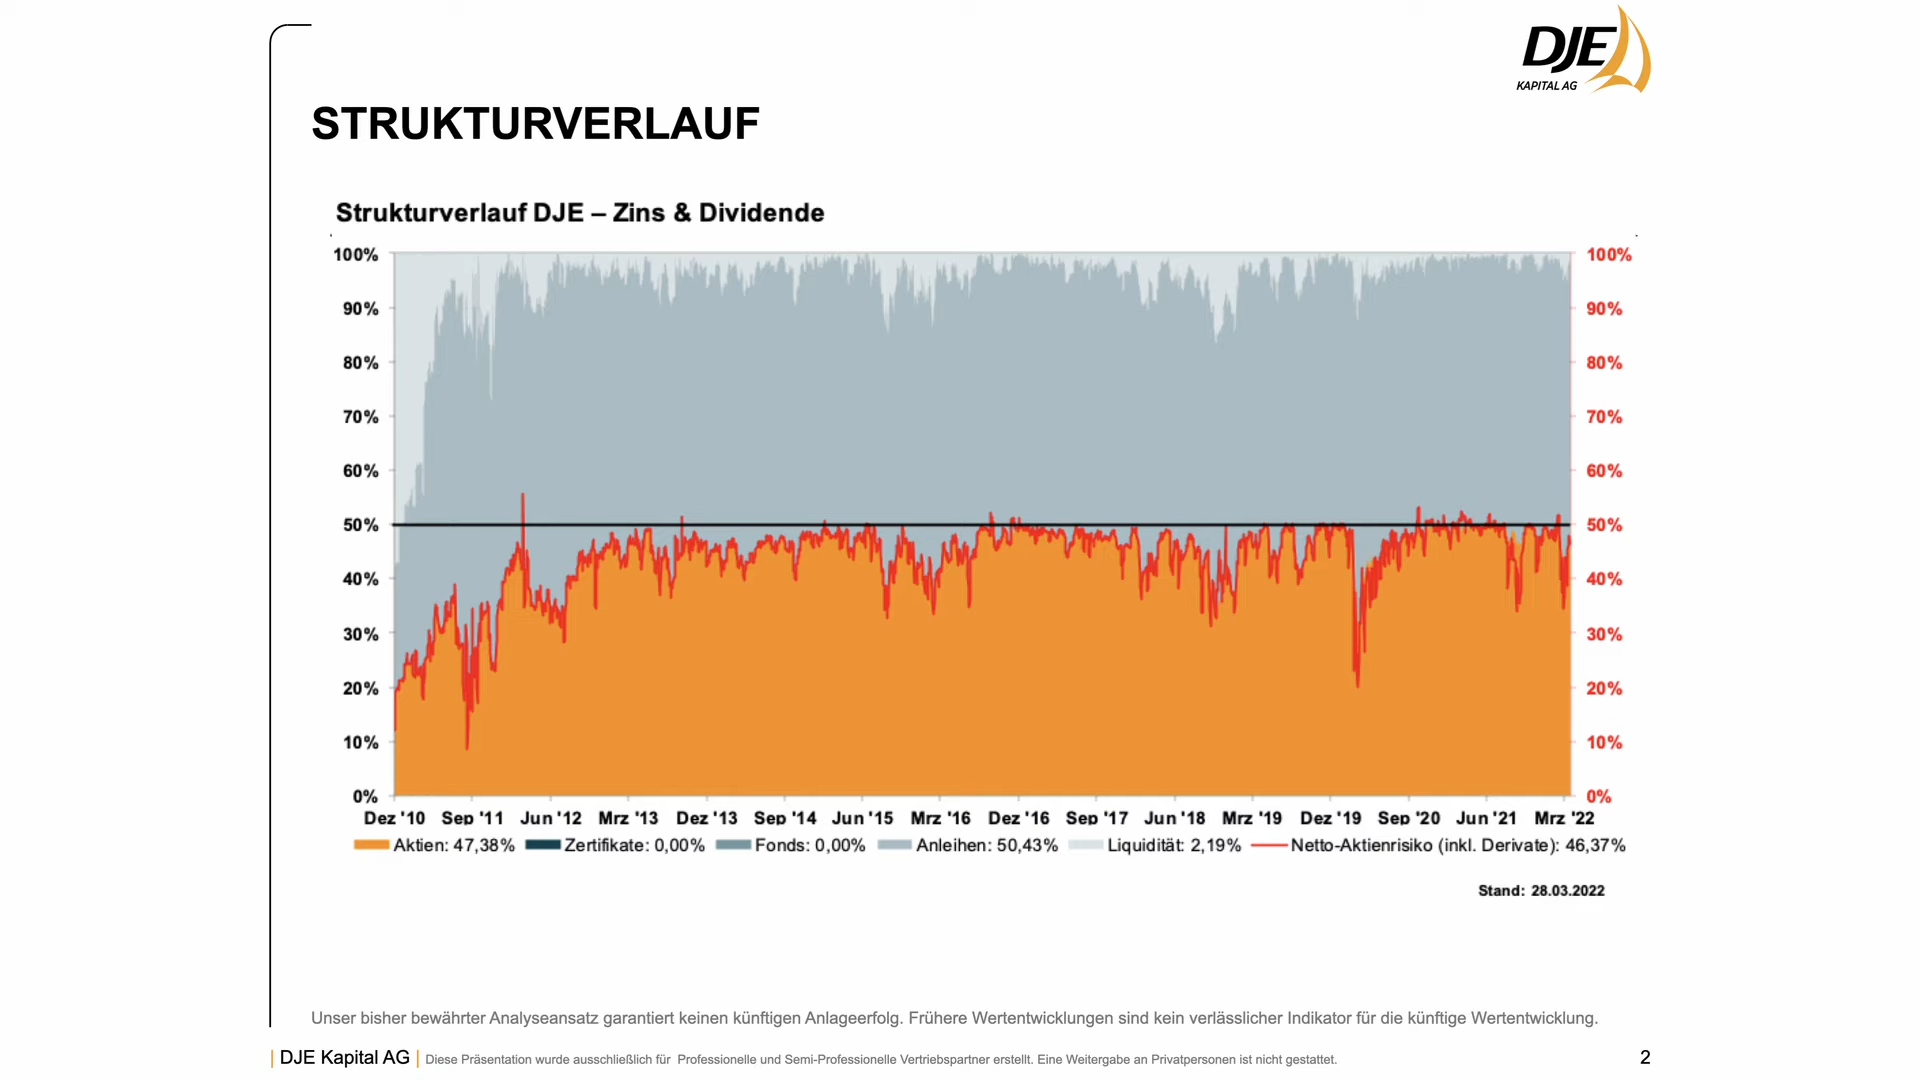 DJE
KAPITAL AG
STRUKTURVERLAUF
Strukturverlauf DJE – Zins & Dividende
100% 100%
90% 90%
80% 80%
70% 70%
60% 60%
50% 50%
40% 40%
30% 30%
20% 20%
10% 10%
0% 0%
Dez '10 Sep '11 Jun '12 Mrz '13 Dez '13 Sep '14 Jun '15 Mrz '16 Dez '16 Sep '17 Jun '18 Mrz '19 Dez '19 Sep '20 Jun '21 Mrz '22
Aktien: 47,38% Zertifikate: 0,00% Fonds: 0,00% Anleihen: 50,43% Liquidität: 2,19% Netto-Aktienrisiko (inkl. Derivate): 46,37%
Stand: 28.03.2022
Unser bisher bewährter Analyseansatz garantiert keinen künftigen Anlageerfolg. Frühere Wertentwicklungen sind kein verlässlicher Indikator für die künftige Wertentwicklung.
| DJE Kapital AG | Diese Präsentation wurde ausschließlich für Professionelle und Semi-Professionelle Vertriebspartner erstellt. Eine Weitergabe an Privatpersonen ist nicht gestattet. 2